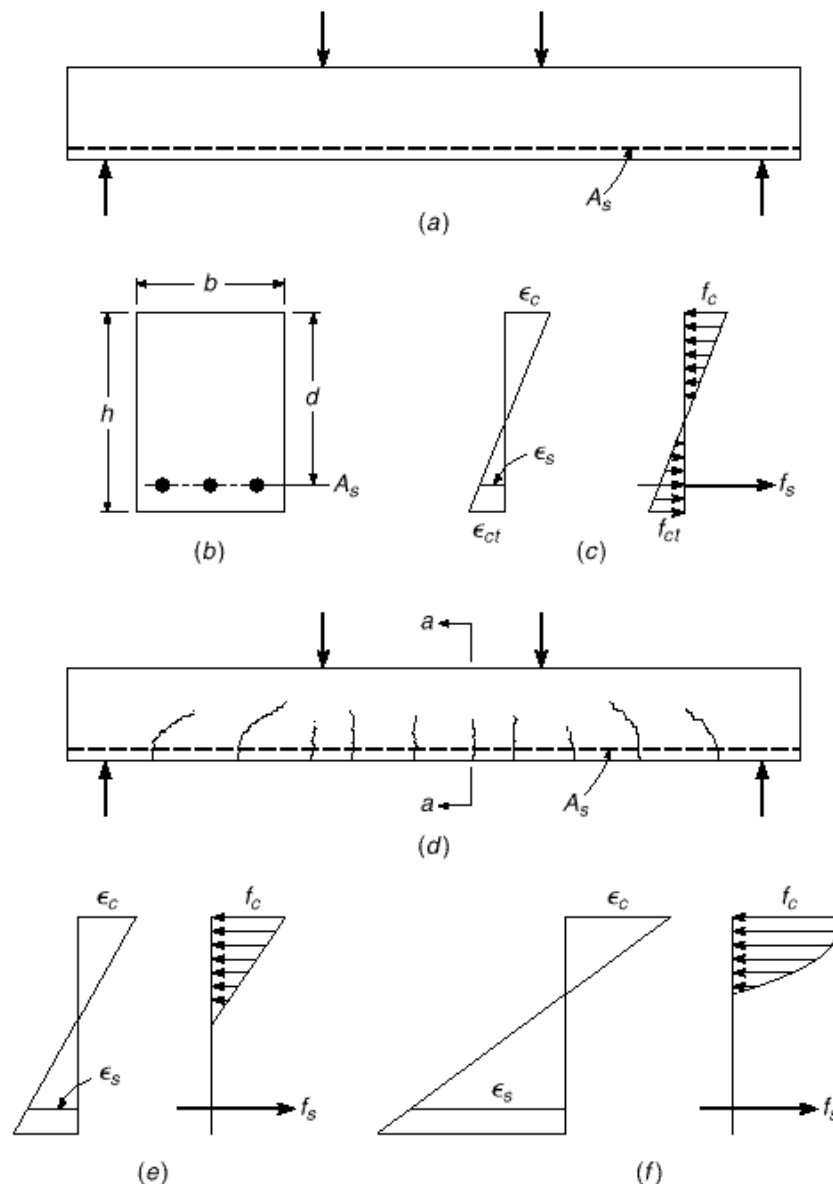 A_s
(a)
b
h
d
A_s
(b)
ϵ_c
ϵ_s
ϵ_ct
f_c
f_s
f_ct
(c)
a
a
A_s
(d)
ϵ_c
ϵ_s
f_c
f_s
(e)
ϵ_c
ϵ_s
f_c
f_s
(f)